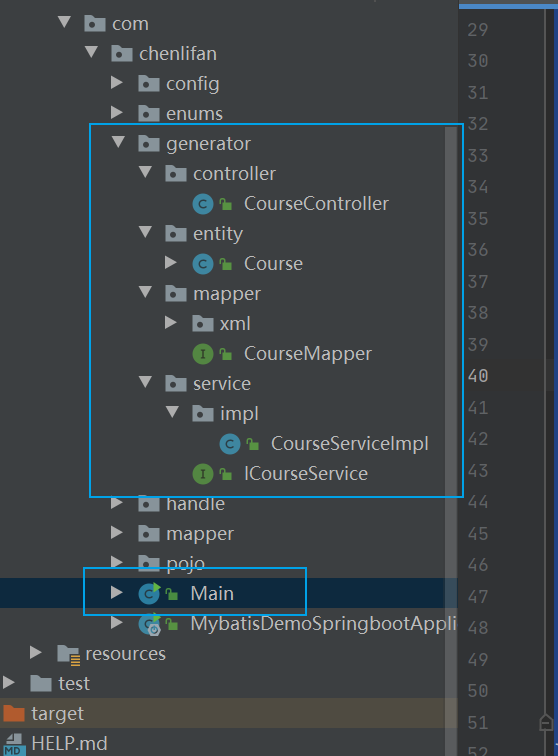 com
chenlifan
config
enums
generator
controller
CourseController
entity
Course
mapper
xml
CourseMapper
service
impl
CourseServiceImpl
ICourseService
handle
mapper
pojo
Main
MybatisDemoSpringbootAppli
resources
test
target
HELP.md
MD
29
30
31
32
33
34
35
36
37
38
39
40
41
42
43
44
45
46
47
48
49
50
51
52